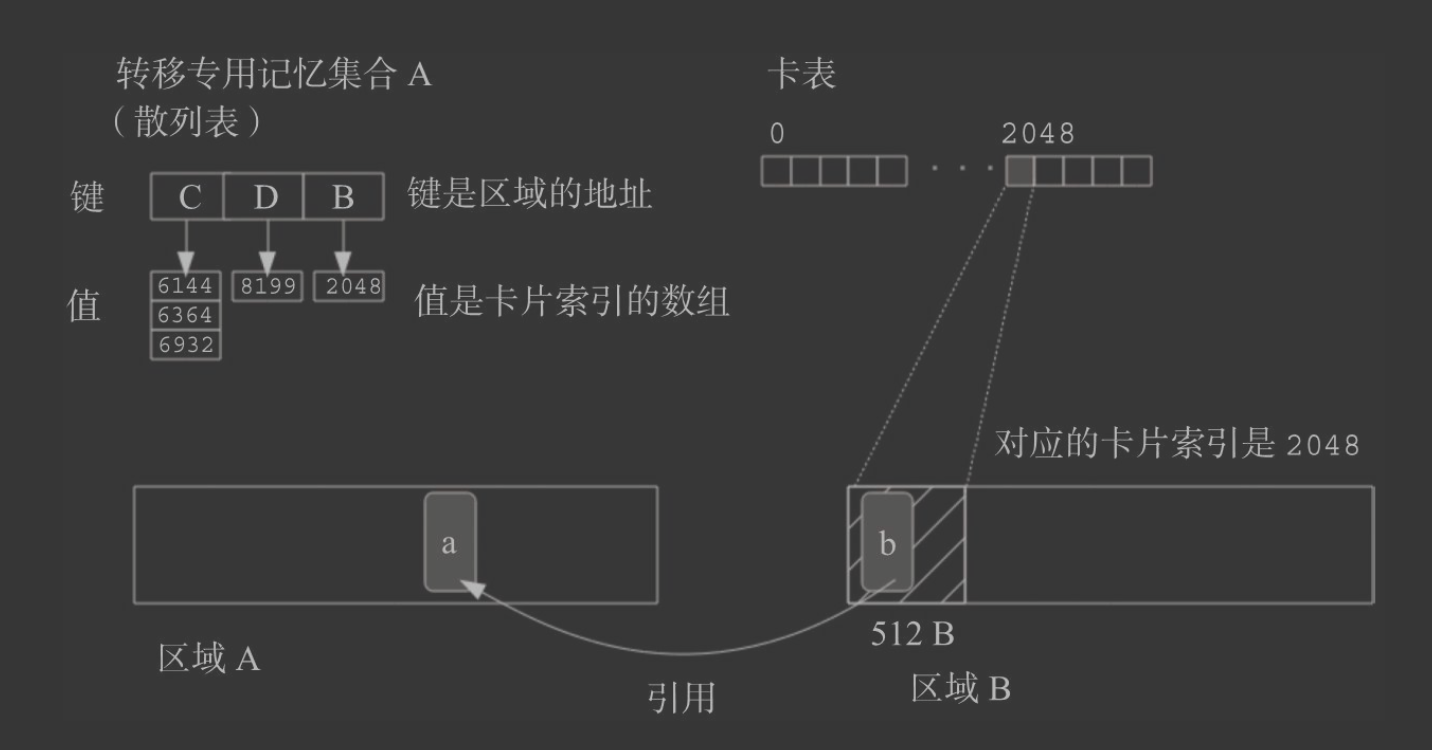 转移专用记忆集合 A
（散列表）
键
C D B
键是区域的地址
值
6144 8199 2048
6364
6932
值是卡片索引的数组
卡表
0 2048
· · ·
对应的卡片索引是 2048
a
b
512 B
区域 A
引用
区域 B